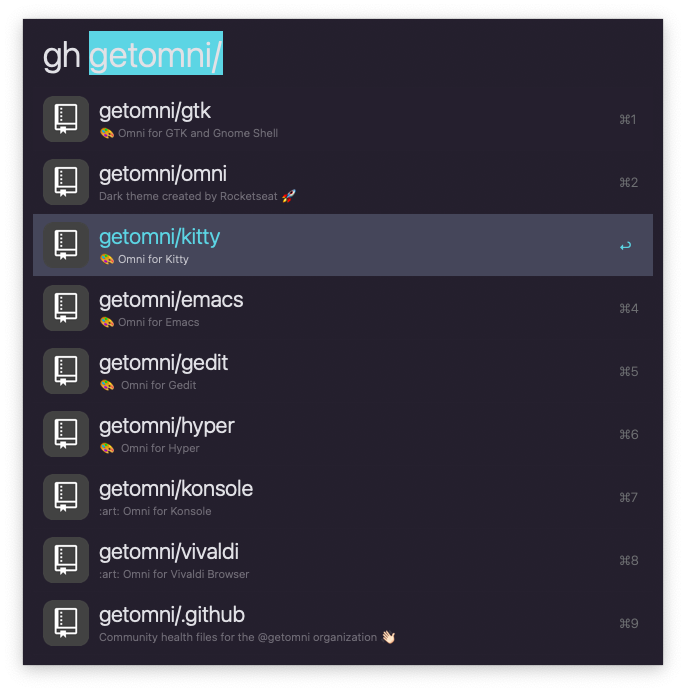 gh getomni/
getomni/gtk
🎨 Omni for GTK and Gnome Shell
⌘1
getomni/omni
Dark theme created by Rocketseat 🚀
⌘2
getomni/kitty
🎨 Omni for Kitty
↩
getomni/emacs
🎨 Omni for Emacs
⌘4
getomni/gedit
🎨 Omni for Gedit
⌘5
getomni/hyper
🎨 Omni for Hyper
⌘6
getomni/konsole
:art: Omni for Konsole
⌘7
getomni/vivaldi
:art: Omni for Vivaldi Browser
⌘8
getomni/.github
Community health files for the @getomni organization 👋🏻
⌘9